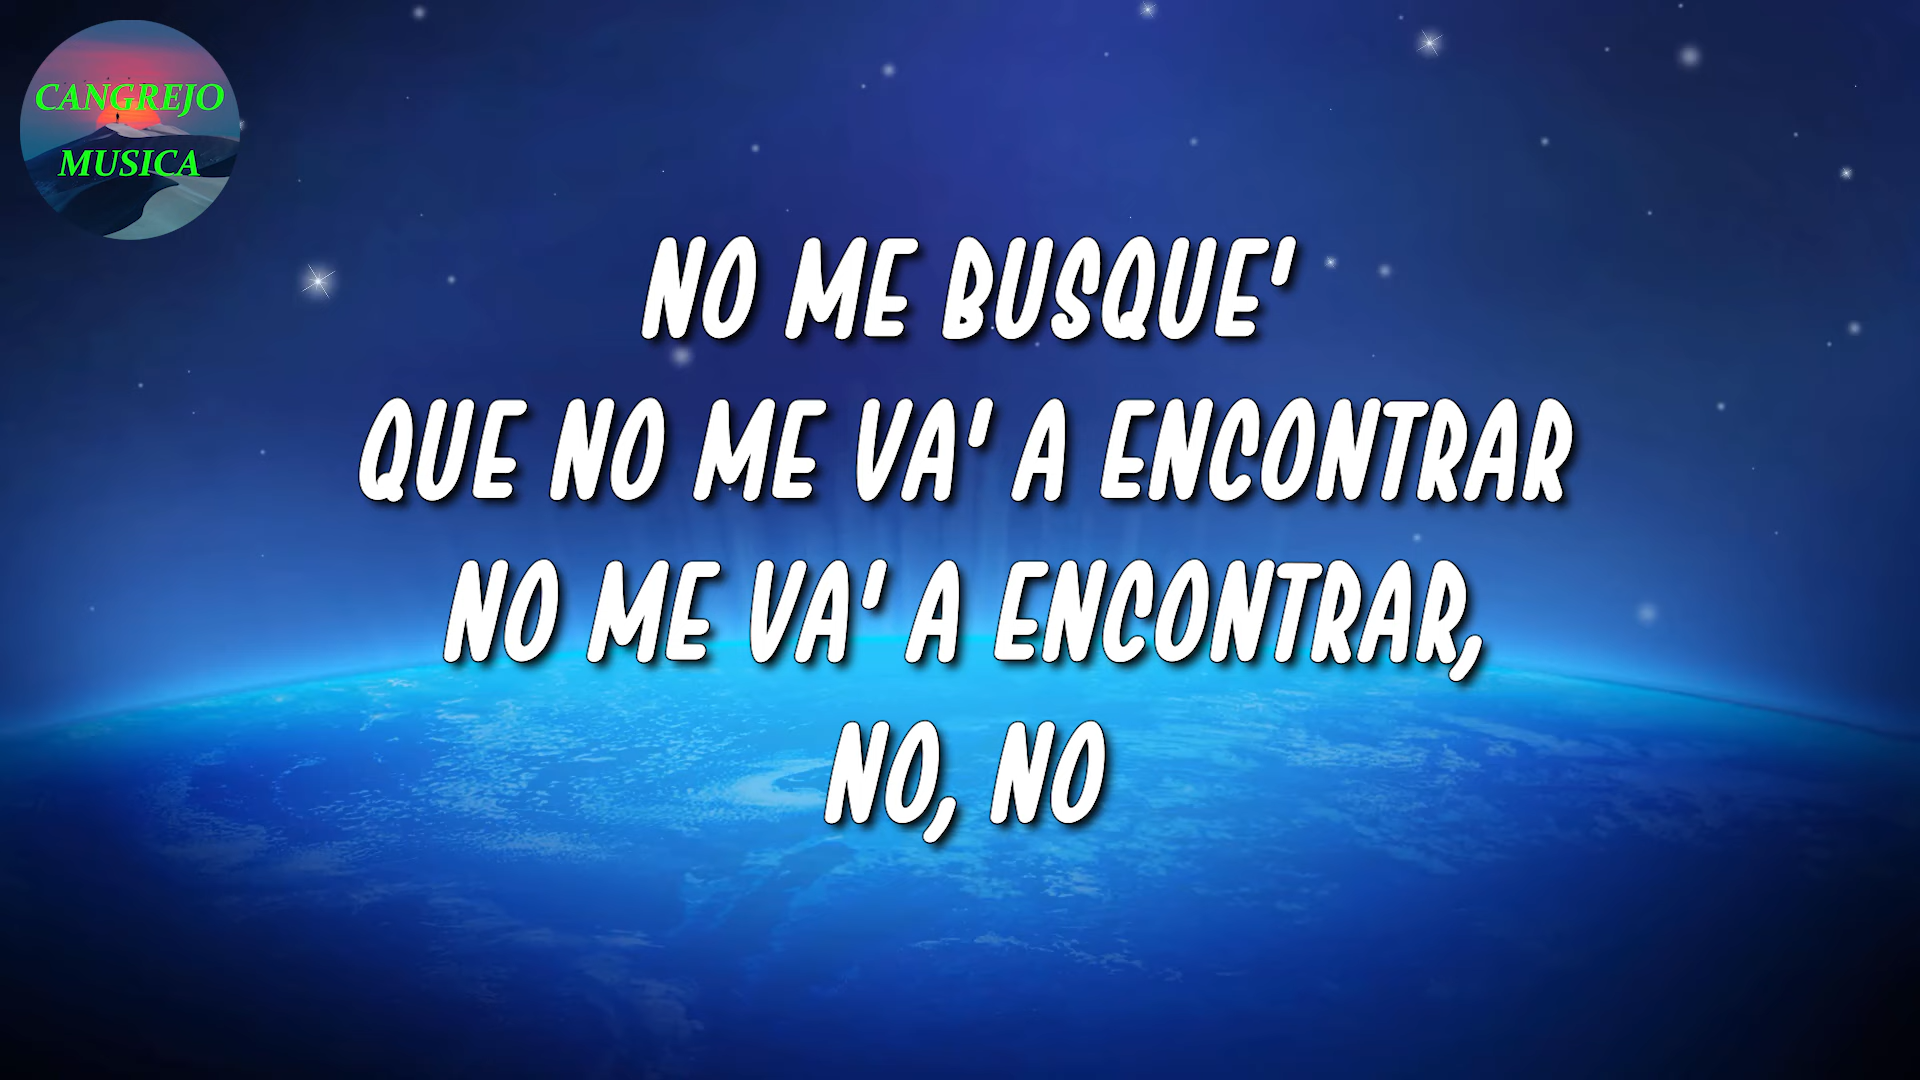 CANGREJO
MUSICA
NO ME BUSQUE'
QUE NO ME VA' A ENCONTRAR
NO ME VA' A ENCONTRAR,
NO, NO